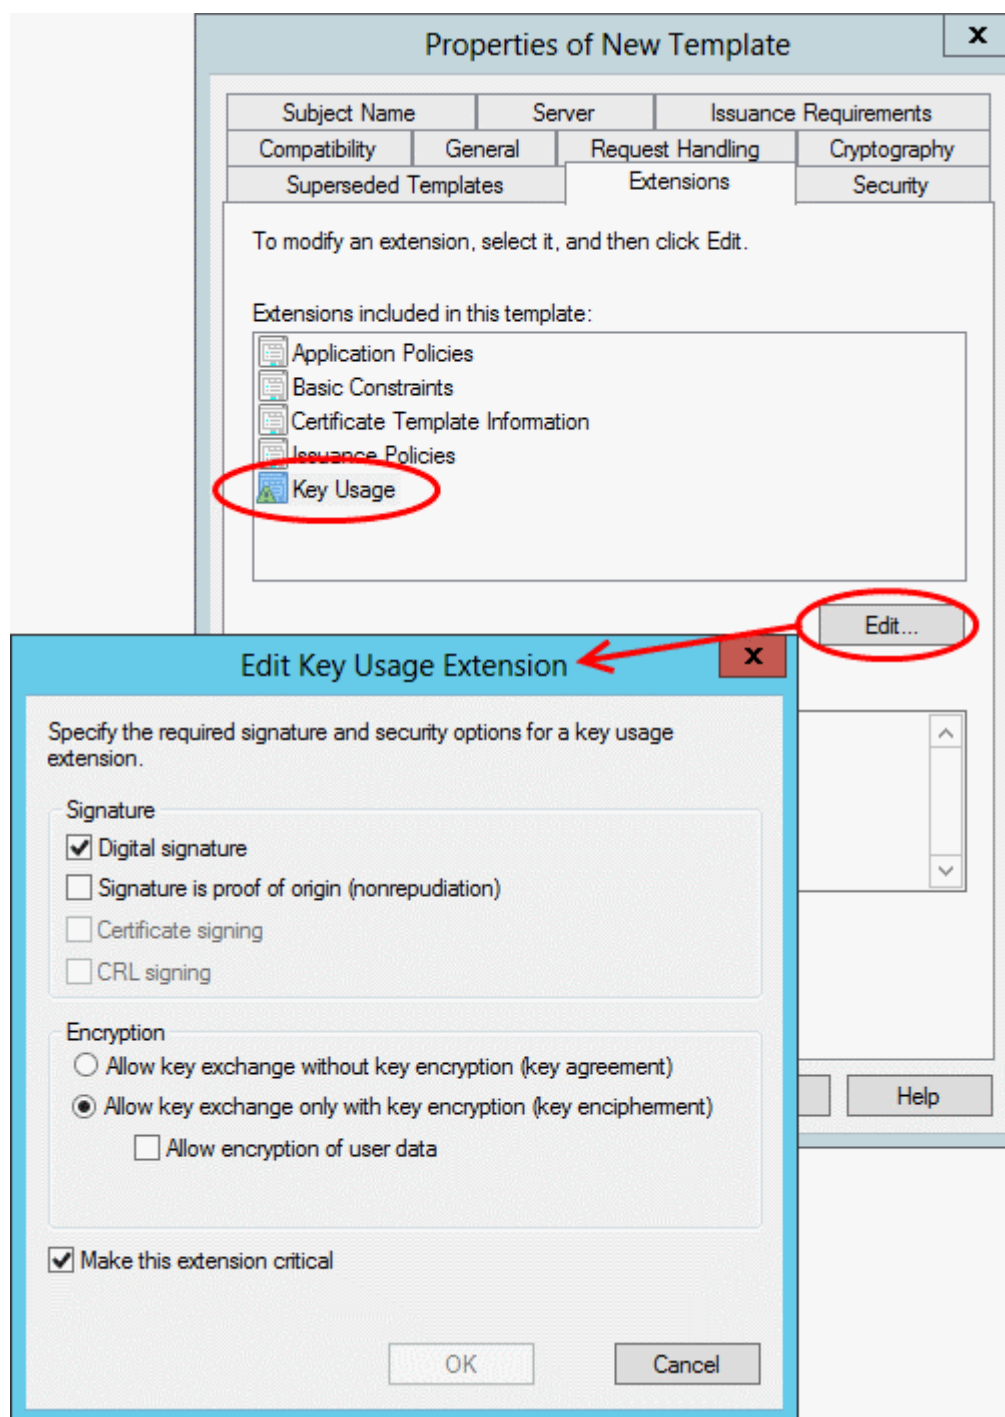 Properties of New Template
x
Subject Name
Server
Issuance Requirements
Compatibility
General
Request Handling
Cryptography
Superseded Templates
Extensions
Security
To modify an extension, select it, and then click Edit.
Extensions included in this template:
Application Policies
Basic Constraints
Certificate Template Information
Issuance Policies
Key Usage
Edit...
Help
Edit Key Usage Extension
x
Specify the required signature and security options for a key usage
extension.
Signature
Digital signature
Signature is proof of origin (nonrepudiation)
Certificate signing
CRL signing
Encryption
Allow key exchange without key encryption (key agreement)
Allow key exchange only with key encryption (key encipherment)
Allow encryption of user data
Make this extension critical
OK
Cancel